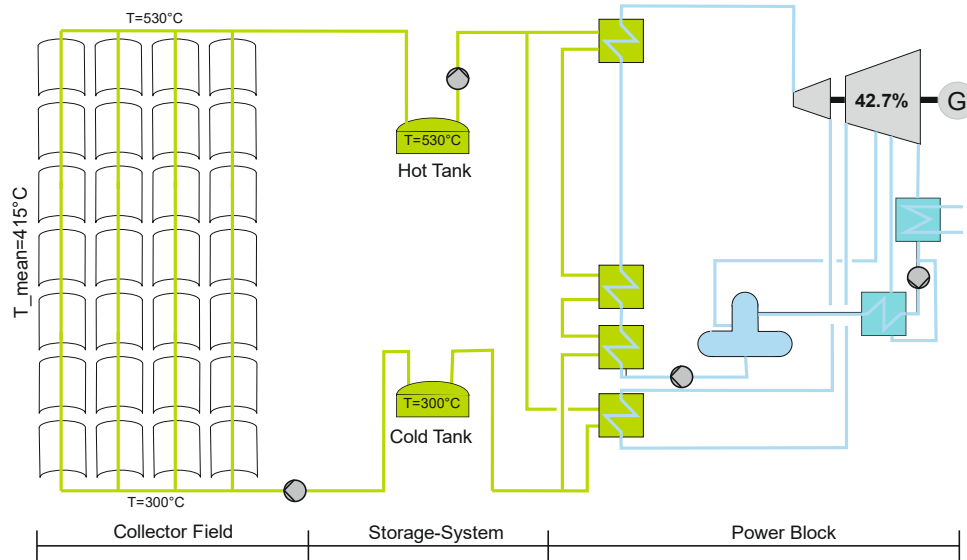 T=530°C
T_mean=415°C
T=530°C
Hot Tank
42.7%
G
T=300°C
Cold Tank
T=300°C
Collector Field
Storage-System
Power Block